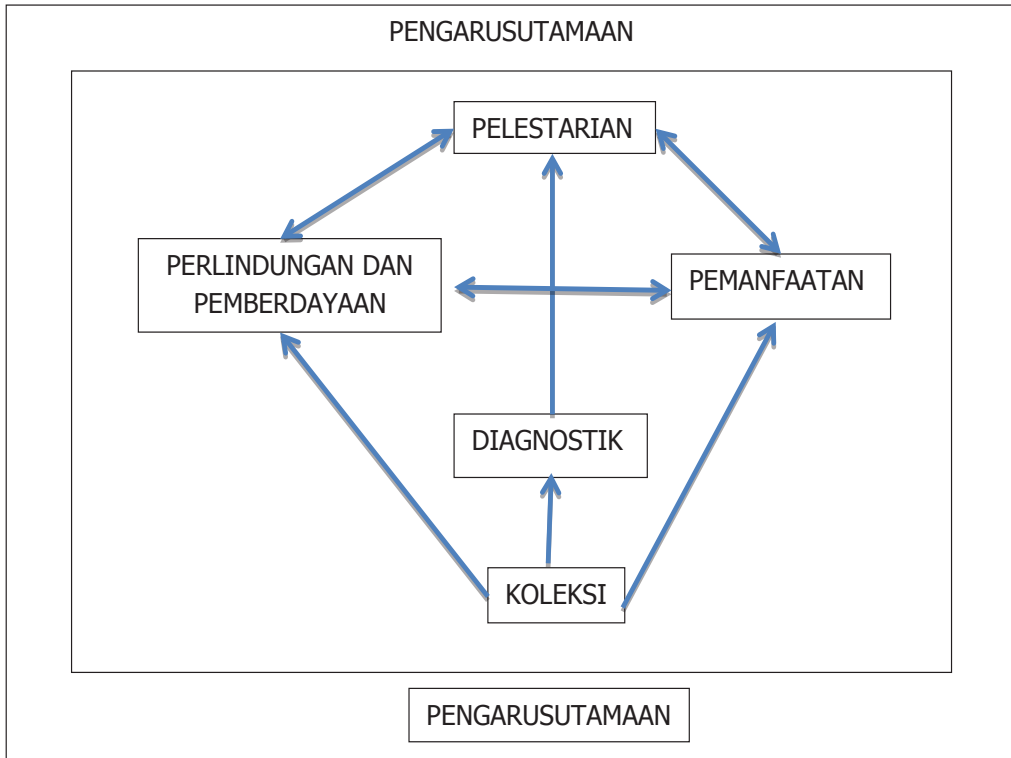 PENGARUSUTAMAAN
PELESTARIAN
PERLINDUNGAN DAN
PEMBERDAYAAN
PEMANFAATAN
DIAGNOSTIK
KOLEKSI
PENGARUSUTAMAAN